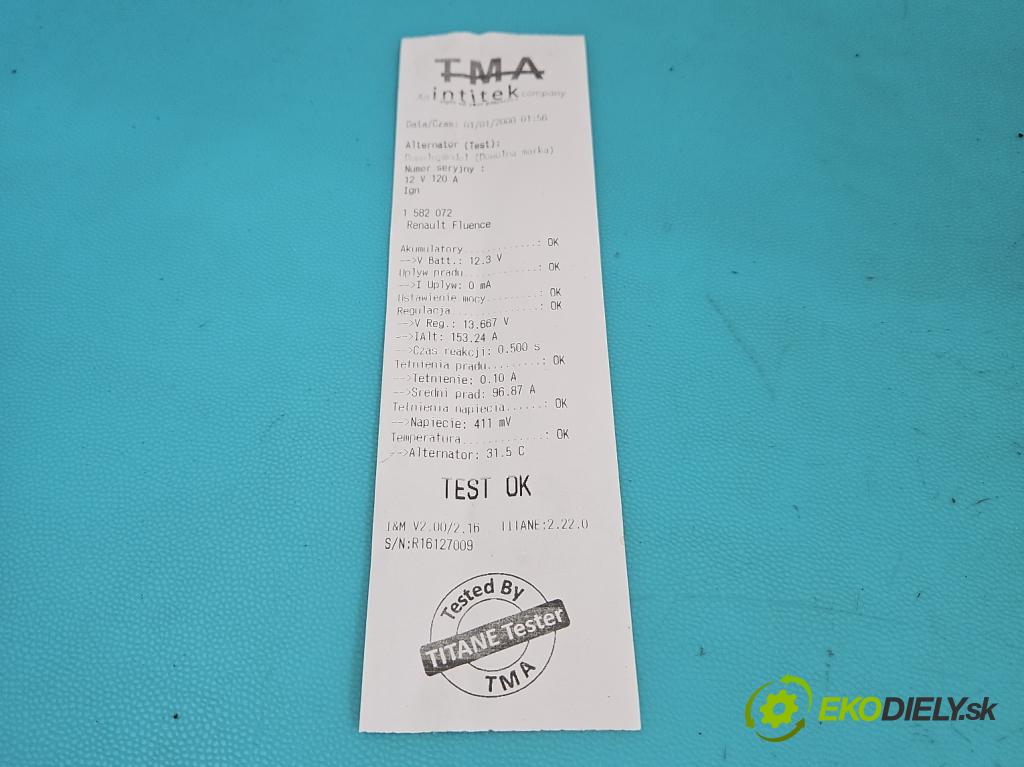 TMA
An intitek company
Data/Czas: 01/01/2000 01:56
Alternator (Test):
(Dowolna marka)
Numer seryjny :
12 V 120 A
Ign
1 582 072
Renault Fluence
Akumulatory..............: OK
-->V Batt.: 12.3 V
Uplyw pradu..............: OK
-->I Uplyw: 0 mA
Ustawienie mocy..........: OK
Regulacja................: OK
-->V Reg.: 13.667 V
-->IAlt: 153.24 A
-->Czas reakcji: 0.500 s
Tetnienia pradu.........: OK
-->Tetnienie: 0.10 A
-->Sredni prad: 96.87 A
Tetnienia napiecia......: OK
-->Napiecie: 411 mV
Temperatura.............: OK
-->Alternator: 31.5 C
TEST OK
I&M V2.00/2.16 TITANE:2.22.0
S/N:R16127009
Tested By
TITANE Tester
TMA
EKODIELY.sk